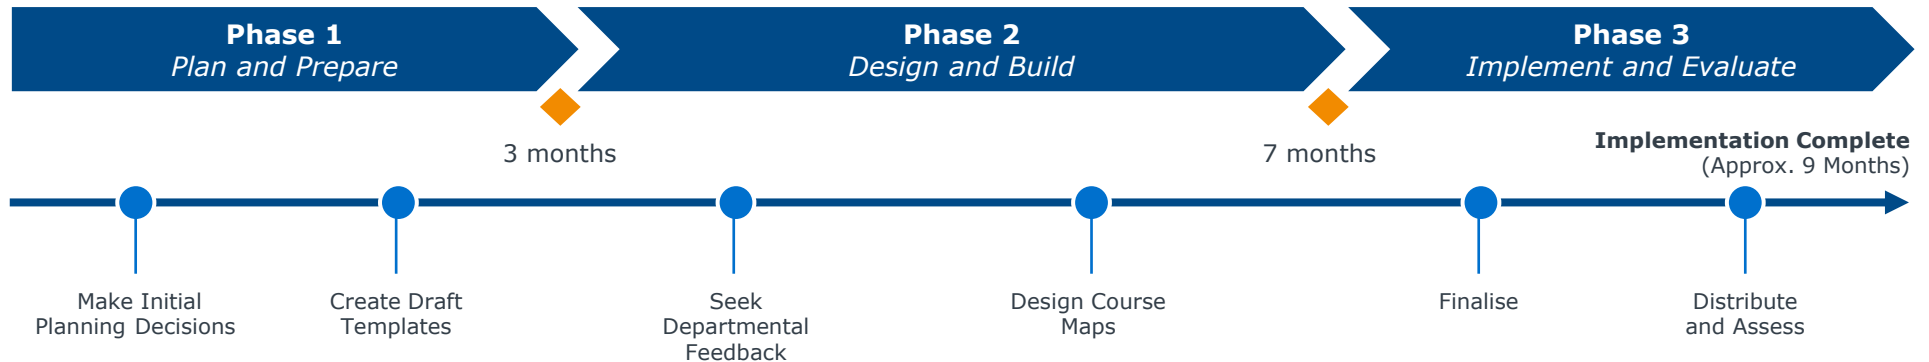 Phase 1
Plan and Prepare
Phase 2
Design and Build
Phase 3
Implement and Evaluate
3 months
7 months
Implementation Complete
(Approx. 9 Months)
Make Initial
Planning Decisions
Create Draft
Templates
Seek
Departmental
Feedback
Design Course
Maps
Finalise
Distribute
and Assess